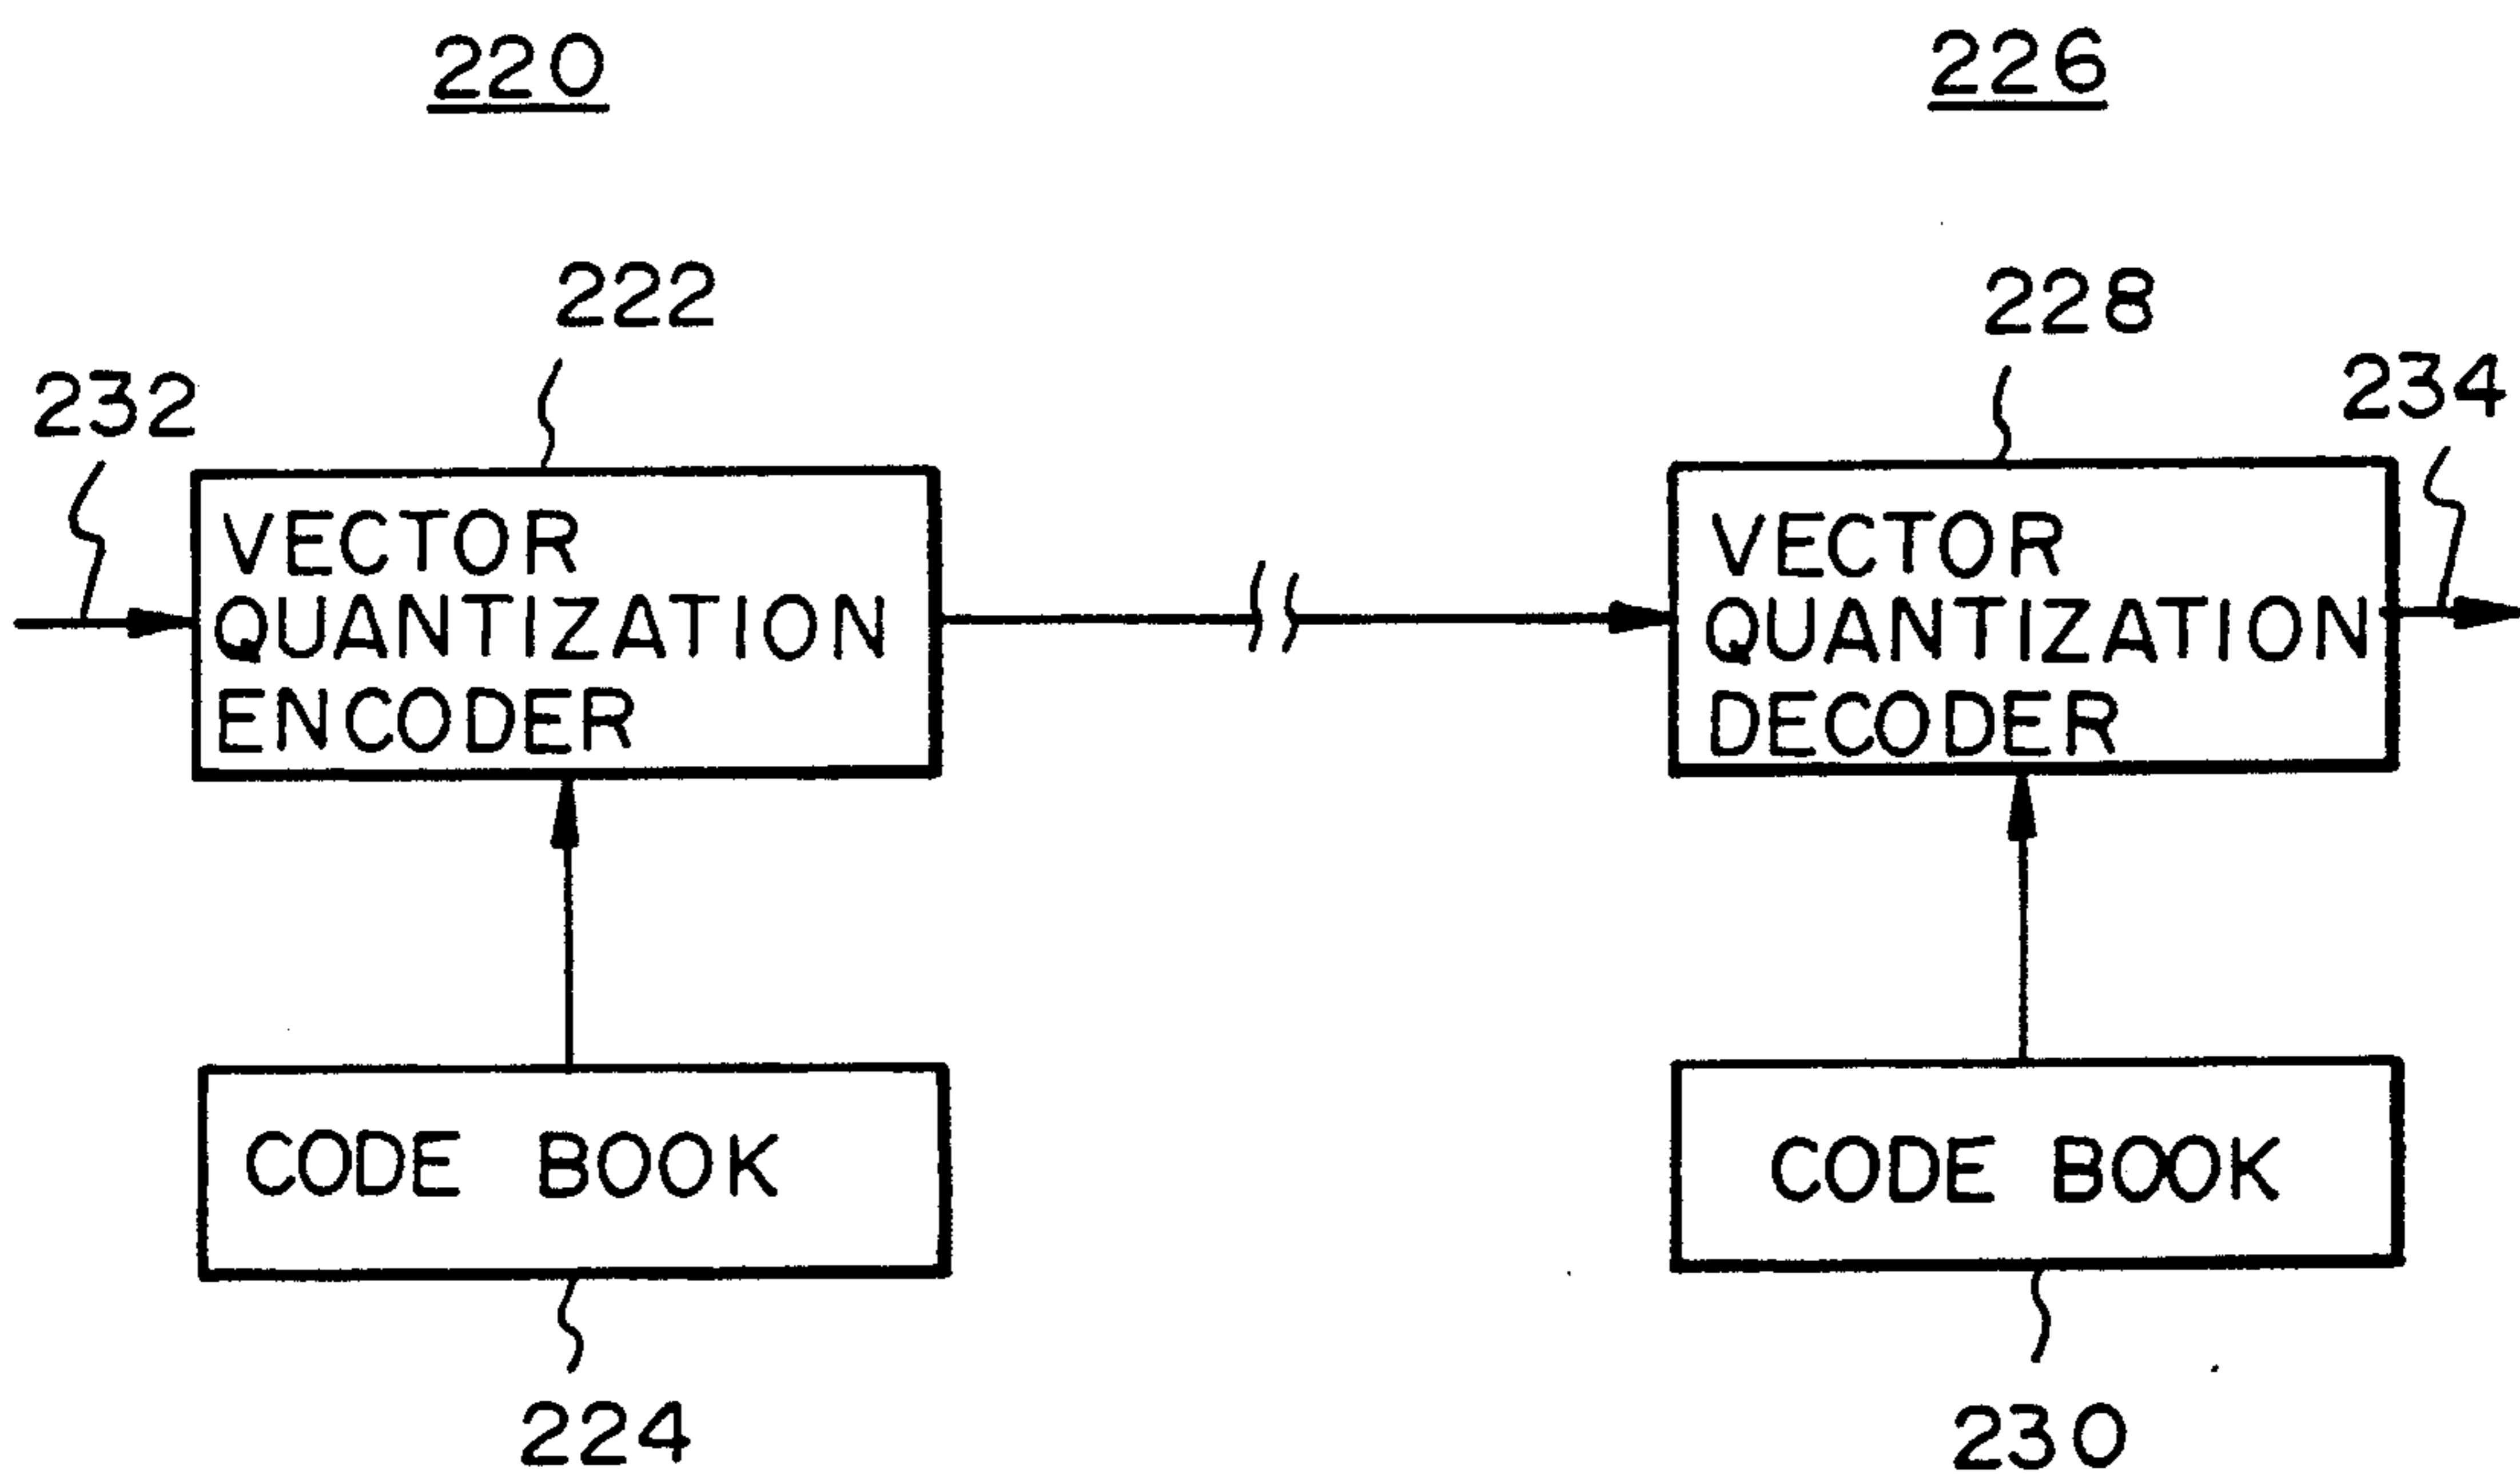 220
226
222
228
232
234
VECTOR
QUANTIZATION
ENCODER
VECTOR
QUANTIZATION
DECODER
CODE BOOK
CODE BOOK
224
230